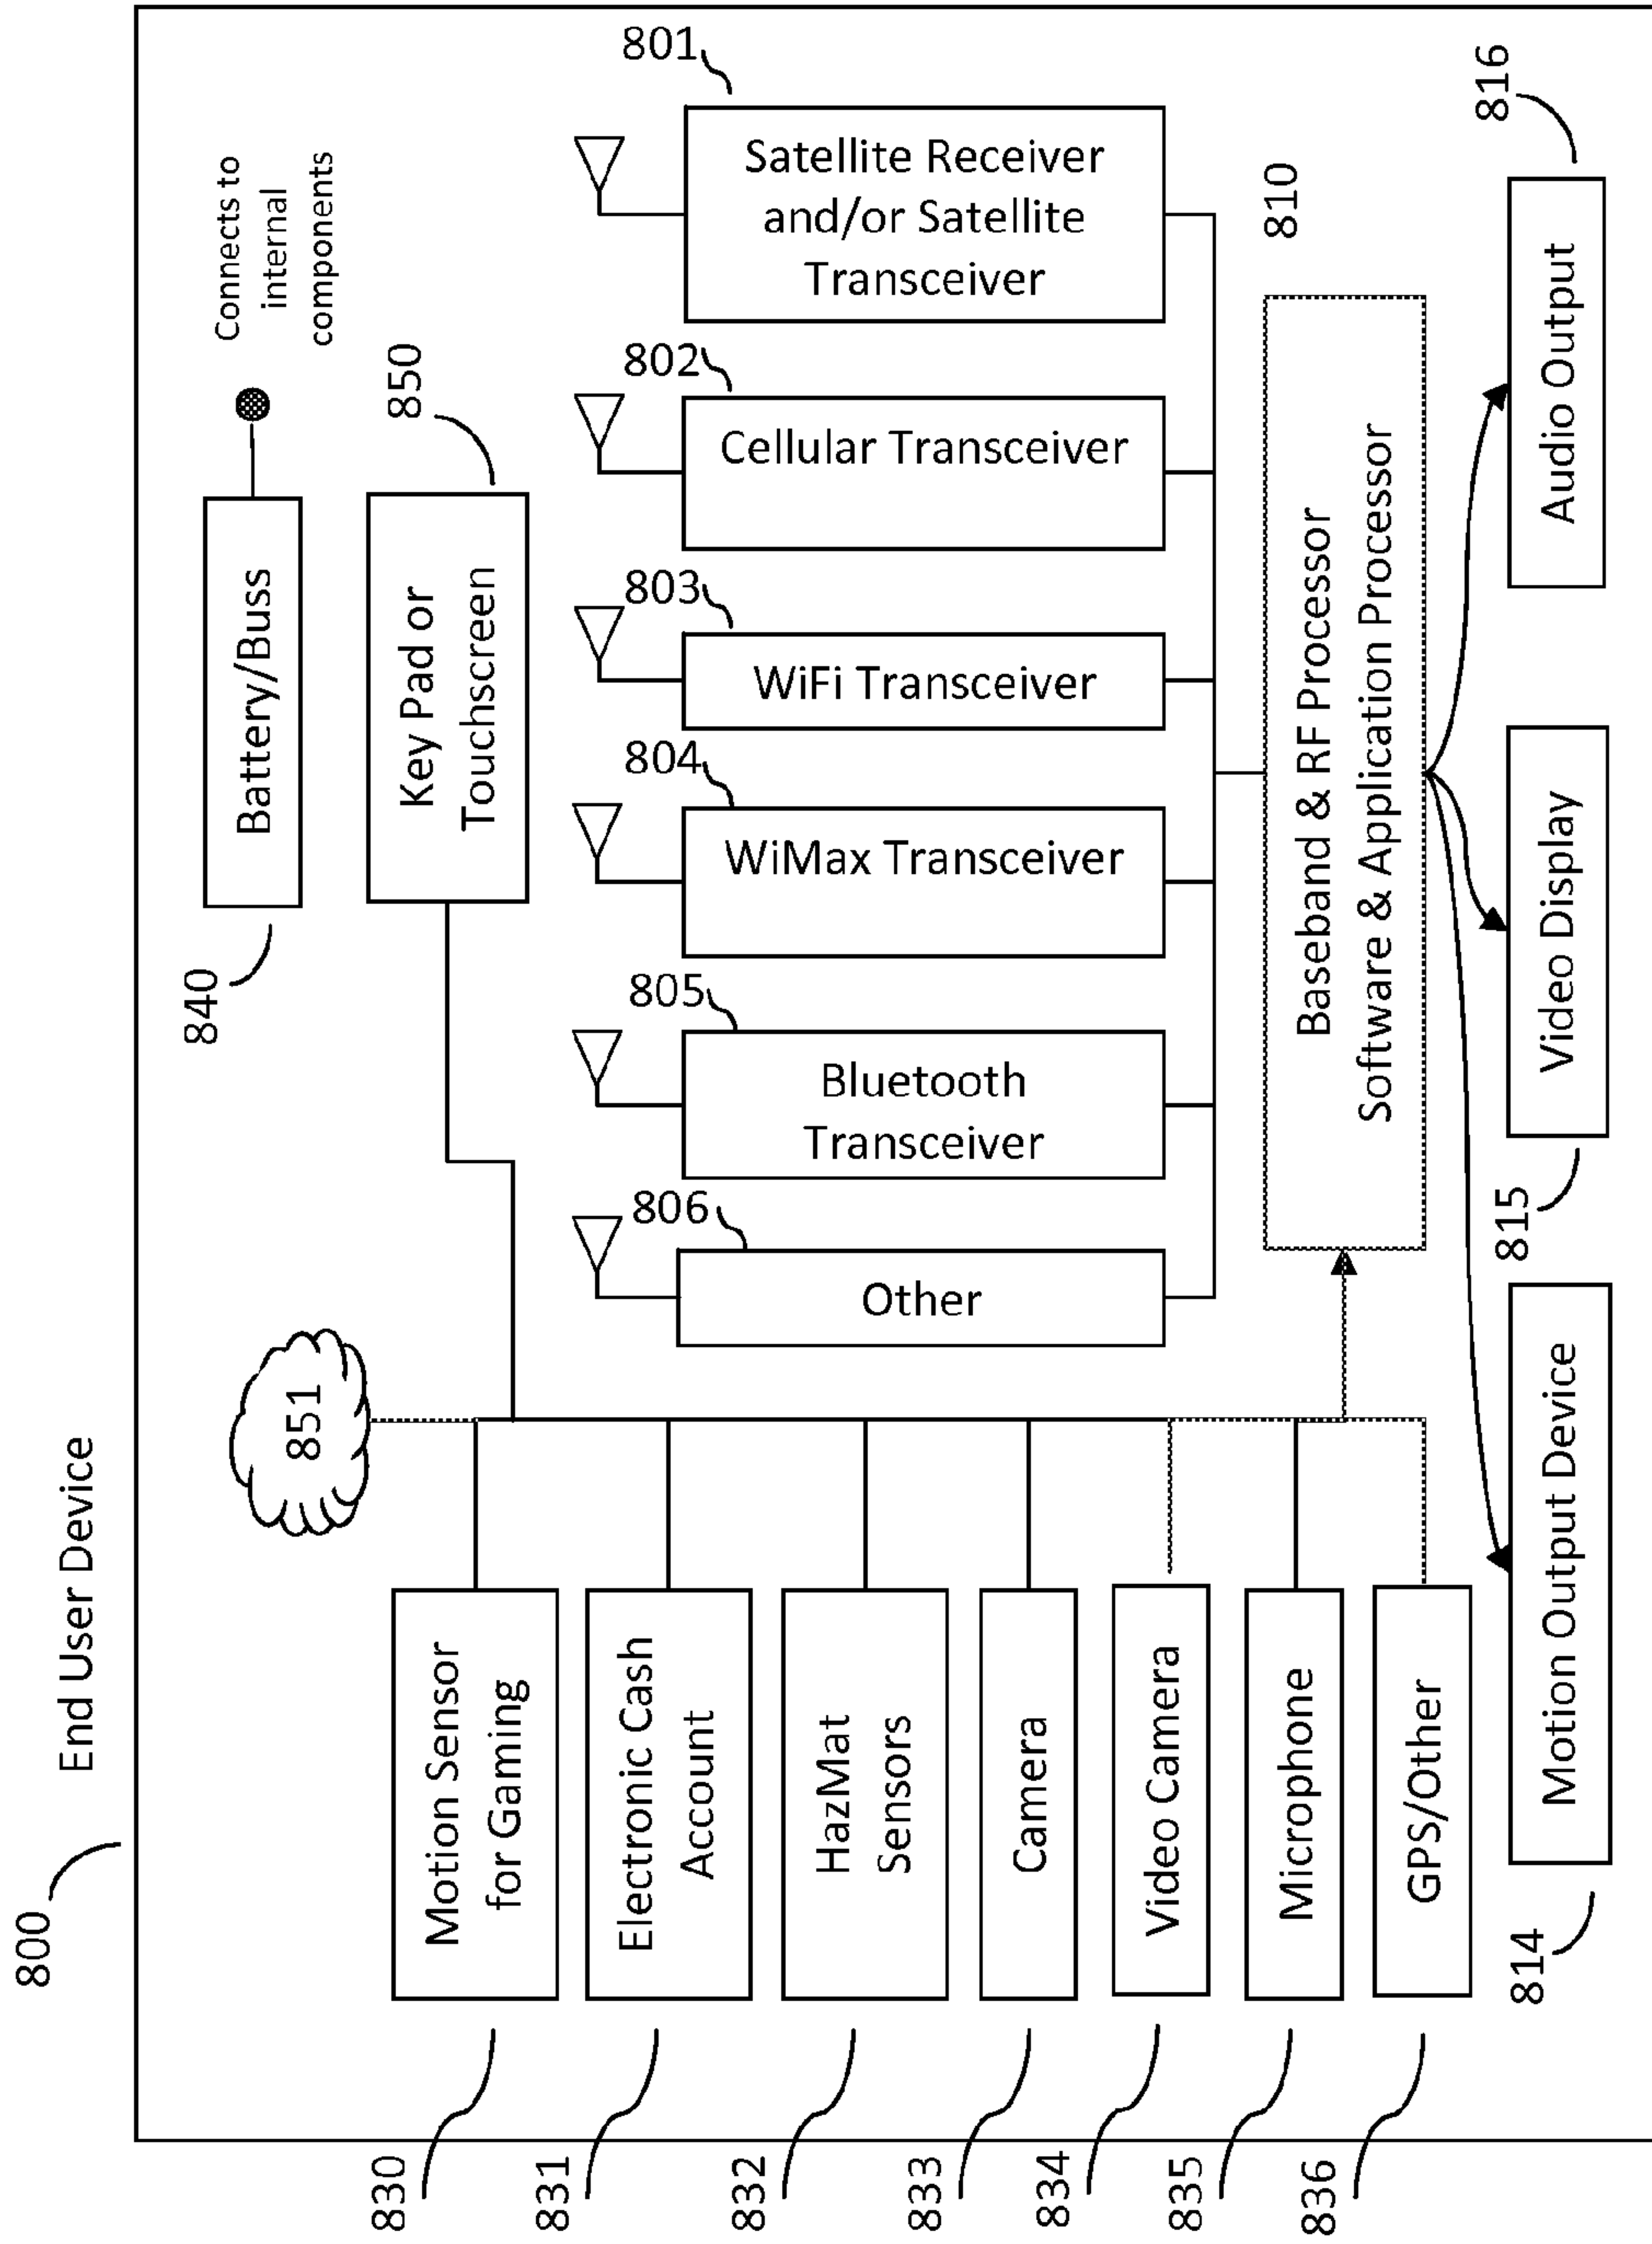 800
End User Device
840
Battery/Buss
Connects to
internal
components
851
Key Pad or
Touchscreen
850
830
Motion Sensor
for Gaming
831
Electronic Cash
Account
832
HazMat
Sensors
833
Camera
834
Video Camera
835
Microphone
836
GPS/Other
806
Other
805
Bluetooth
Transceiver
804
WiMax Transceiver
803
WiFi Transceiver
802
Cellular Transceiver
801
Satellite Receiver
and/or Satellite
Transceiver
810
Baseband & RF Processor
Software & Application Processor
814
Motion Output Device
815
Video Display
816
Audio Output